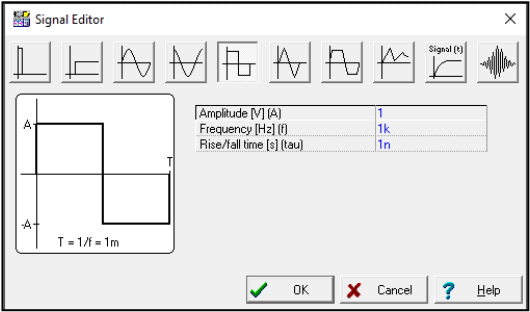 Signal Editor
Signal (t)
A
T
-A
T = 1/f = 1m
Amplitude [V] (A) 1
Frequency [Hz] (f) 1k
Rise/fall time [s] (tau) 1n
OK Cancel Help